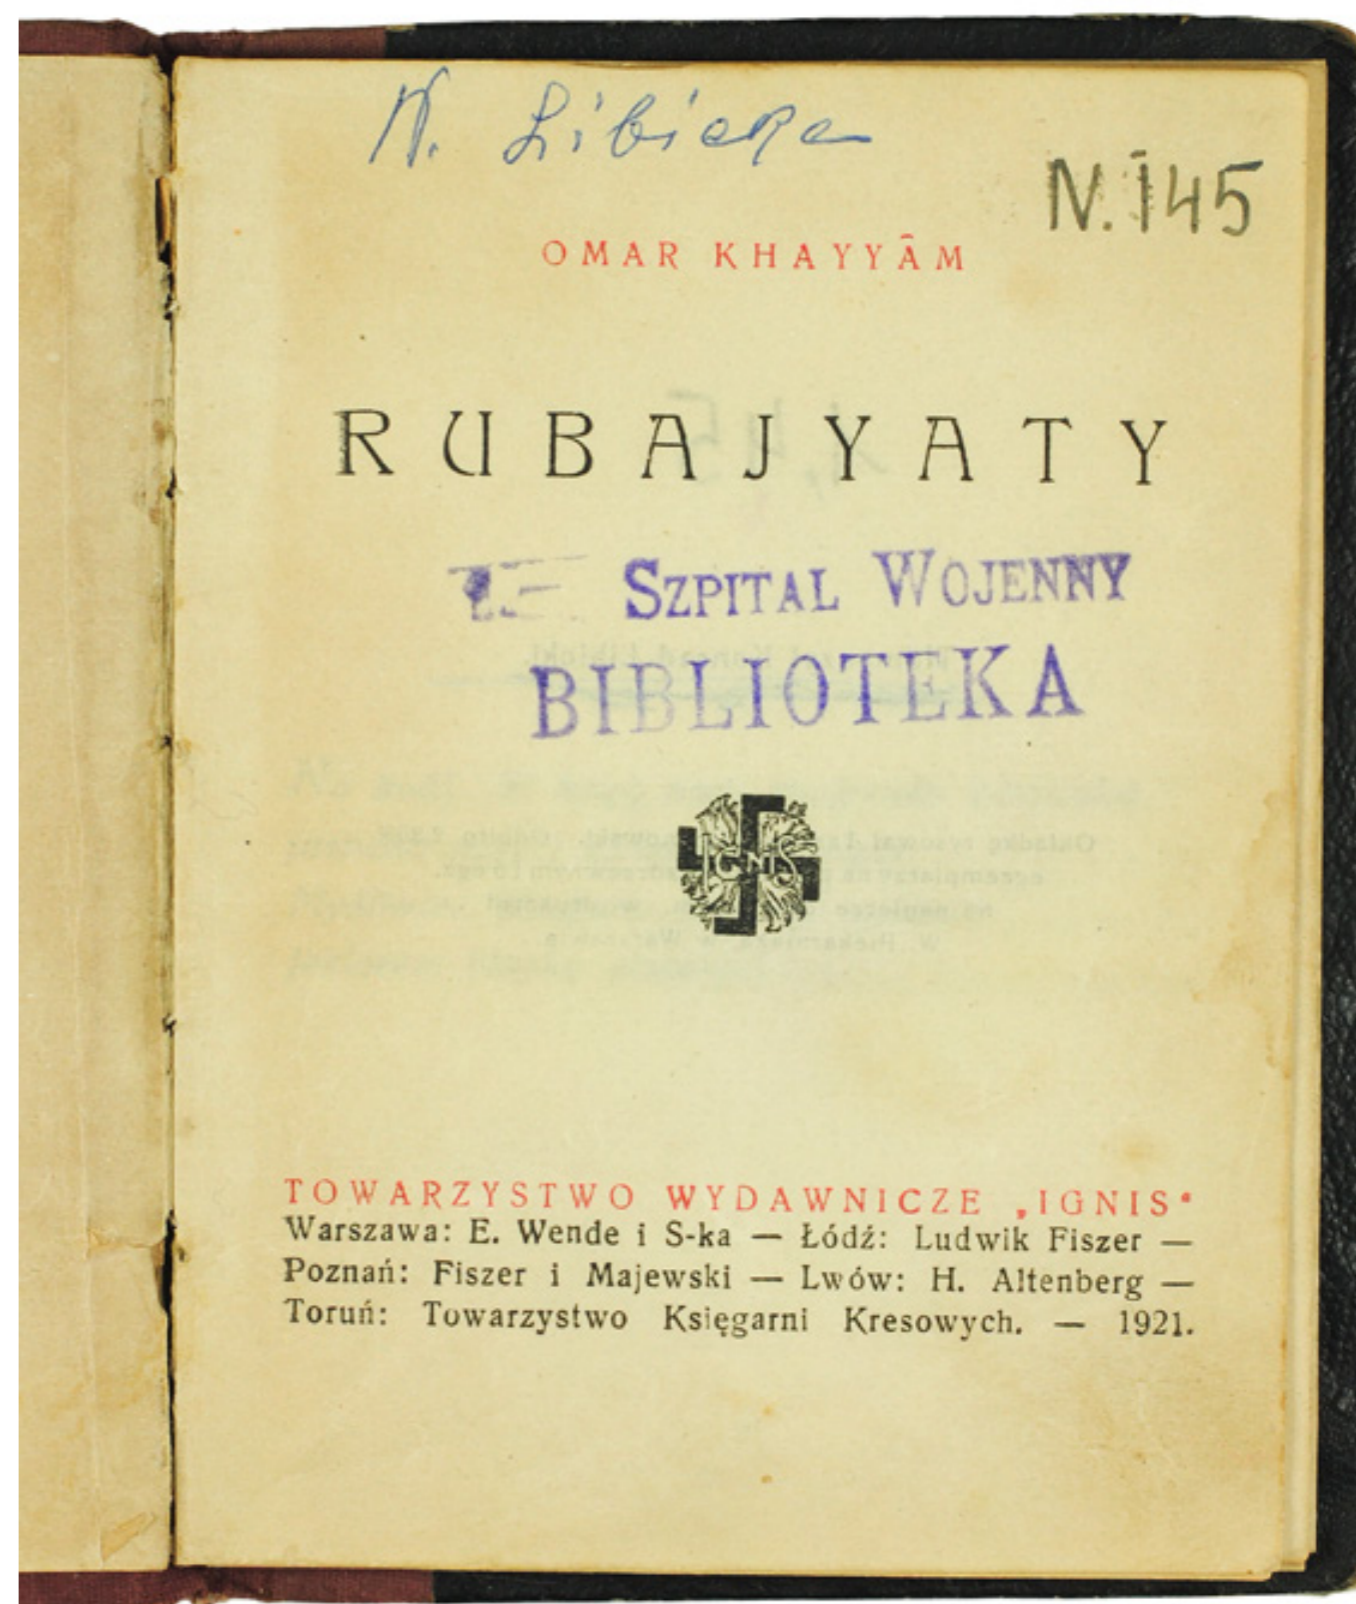 N. Libicka
N. 145
OMAR KHAYYĀM
RUBAJYATY
SZPITAL WOJENNY
BIBLIOTEKA
IGNIS
TOWARZYSTWO WYDAWNICZE „IGNIS“
Warszawa: E. Wende i S-ka — Łódź: Ludwik Fiszer —
Poznań: Fiszer i Majewski — Lwów: H. Altenberg —
Toruń: Towarzystwo Księgarni Kresowych. — 1921.